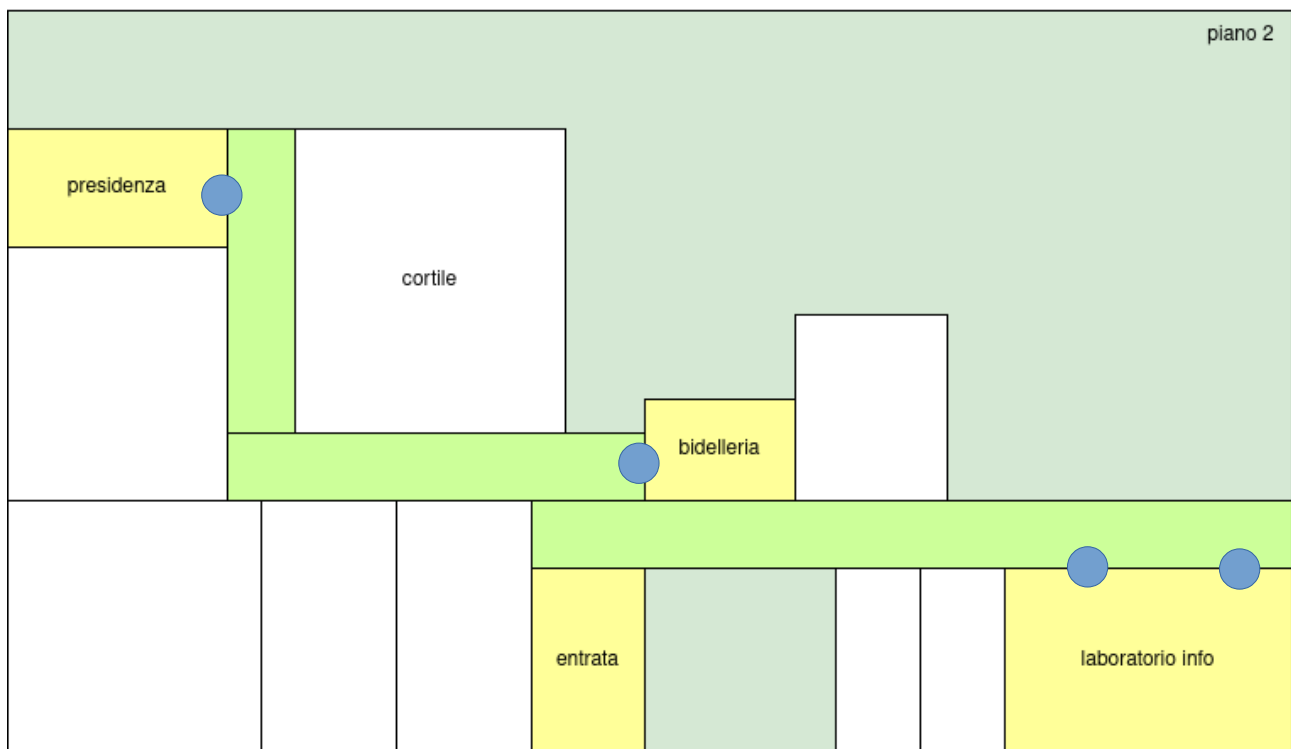 piano 2
presidenza
cortile
bidelleria
entrata
laboratorio info